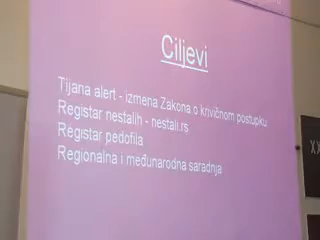 Ciljevi
Tijana alert - izmena Zakona o krivičnom postupku
Registar nestalih - nestali.rs
Registar pedofila
Regionalna i međunarodna saradnja